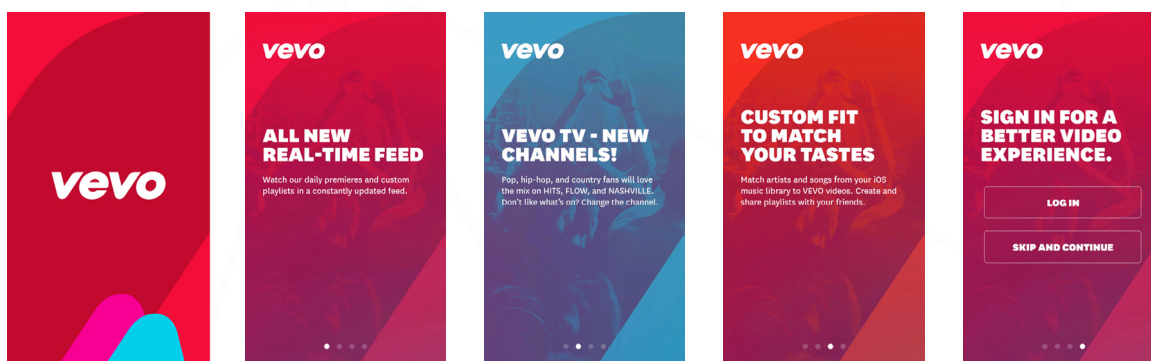 vevo
vevo
ALL NEW
REAL-TIME FEED
Watch our daily premieres and custom
playlists in a constantly updated feed.
vevo
VEVO TV - NEW
CHANNELS!
Pop, hip-hop, and country fans will love
the mix on HITS, FLOW, and NASHVILLE.
Don't like what's on? Change the channel.
vevo
CUSTOM FIT
TO MATCH
YOUR TASTES
Match artists and songs from your iOS
music library to VEVO videos. Create and
share playlists with your friends.
vevo
SIGN IN FOR A
BETTER VIDEO
EXPERIENCE.
LOG IN
SKIP AND CONTINUE